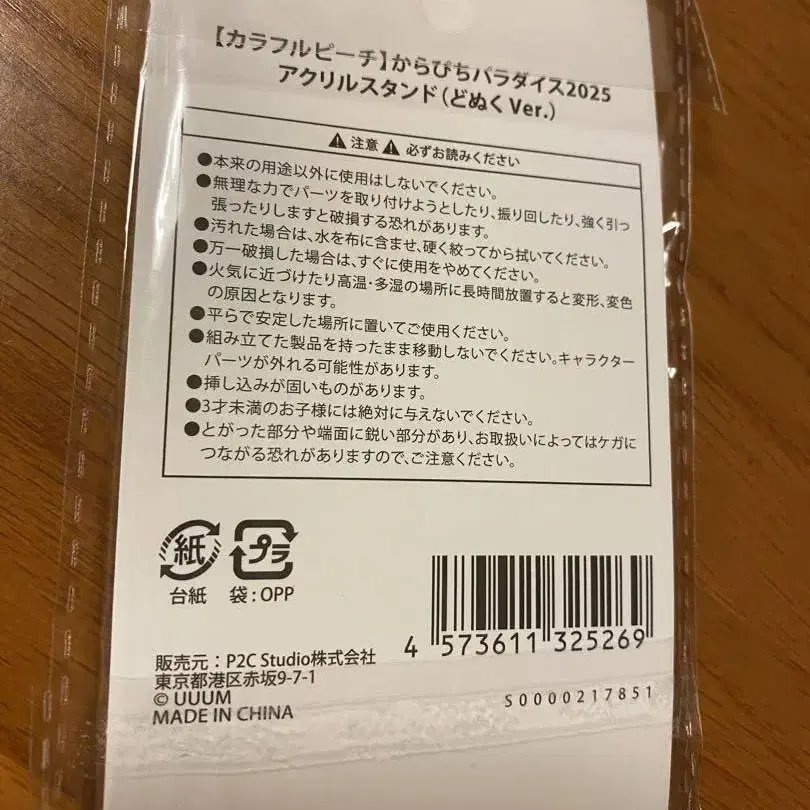 【カラフルピーチ】からぴちパラダイス2025
アクリルスタンド（どぬくVer.）
⚠ 注意 ⚠ 必ずお読みください
●本来の用途以外に使用はしないでください。
●無理な力でパーツを取り付けようとしたり、振り回したり、強く引っ
張ったりしますと破損する恐れがあります。
●汚れた場合は、水を布に含ませ、硬く絞ってから拭いてください。
●万一破損した場合は、すぐに使用をやめてください。
●火気に近づけたり高温・多湿の場所に長時間放置すると変形、変色
の原因となります。
●平らで安定した場所に置いてご使用ください。
●組み立てた製品を持ったまま移動しないでください。キャラクター
パーツが外れる可能性があります。
●挿し込みが固いものがあります。
●3才未満のお子様には絶対に与えないでください。
●とがった部分や端面に鋭い部分があり、お取扱いによってはケガに
つながる恐れがありますので、ご注意ください。
紙 プラ
台紙 袋：OPP
4 573611 325269
販売元：P2C Studio株式会社
東京都港区赤坂9-7-1
© UUUM
MADE IN CHINA
S0000217851